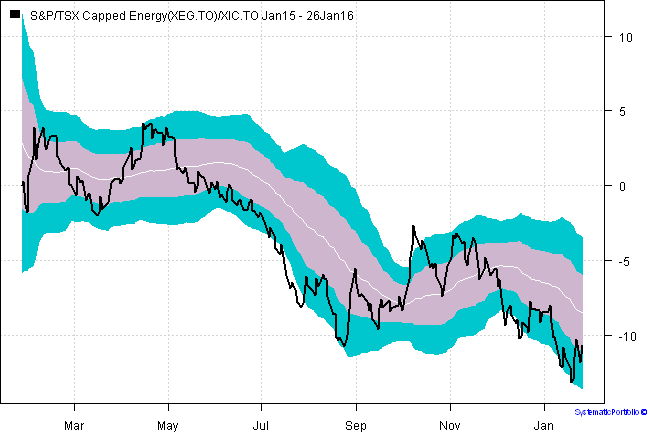 S&P/TSX Capped Energy(XEG.TO)/XIC.TO Jan15 - 26Jan16
10
5
0
-5
-10
Mar May Jul Sep Nov Jan
SystematicPortfolio ©